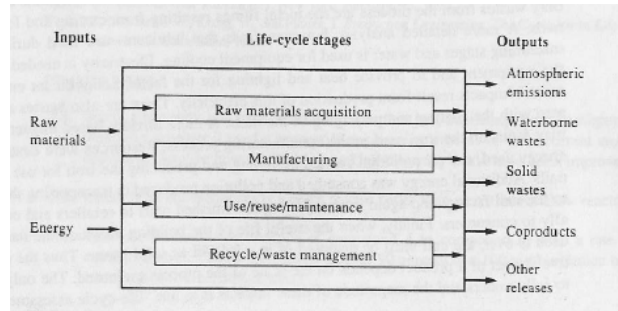 Inputs
Life-cycle stages
Outputs
Raw
materials
Energy
Raw materials acquisition
Manufacturing
Use/reuse/maintenance
Recycle/waste management
Atmospheric
emissions
Waterborne
wastes
Solid
wastes
Coproducts
Other
releases